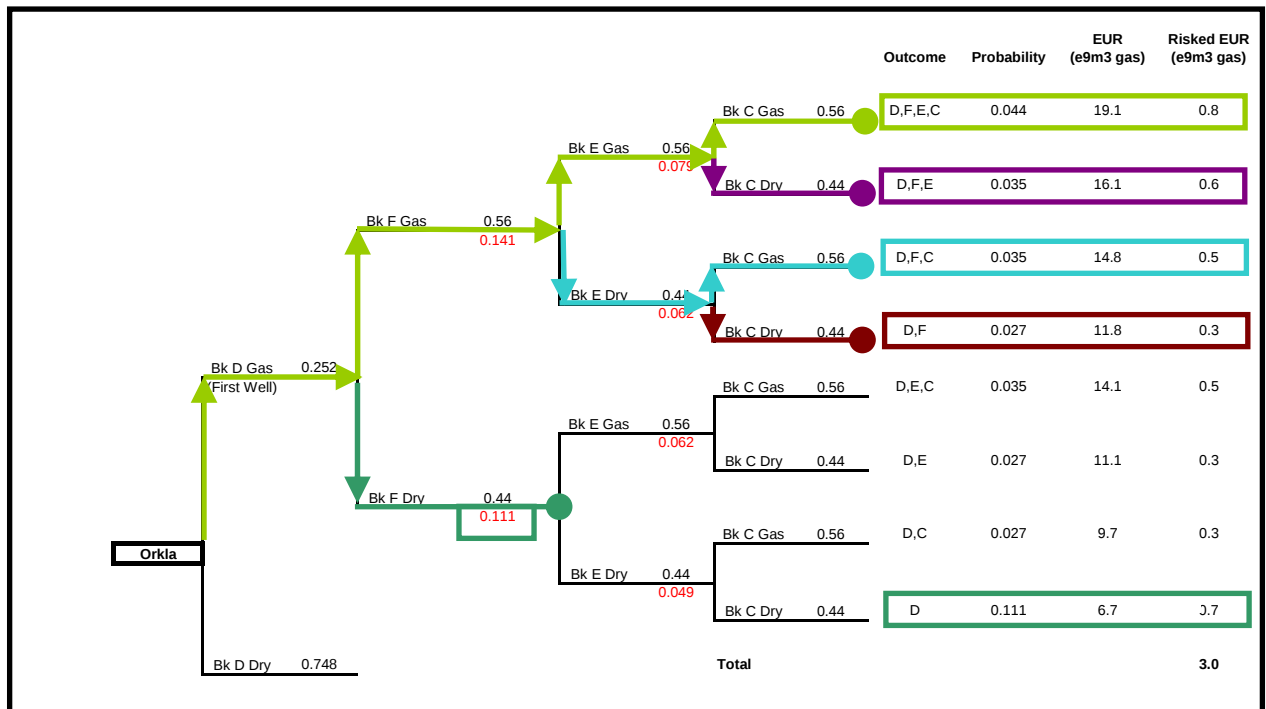 EUR Risked EUR
Outcome Probability (e9m3 gas) (e9m3 gas)
Bk C Gas 0.56 D,F,E,C 0.044 19.1 0.8
Bk E Gas 0.56
0.079
Bk C Dry 0.44 D,F,E 0.035 16.1 0.6
Bk F Gas 0.56
0.141
Bk C Gas 0.56 D,F,C 0.035 14.8 0.5
Bk E Dry 0.44
0.062
Bk C Dry 0.44 D,F 0.027 11.8 0.3
Bk D Gas 0.252
(First Well)
Bk C Gas 0.56 D,E,C 0.035 14.1 0.5
Bk E Gas 0.56
0.062
Bk C Dry 0.44 D,E 0.027 11.1 0.3
Bk F Dry 0.44
0.111
Bk C Gas 0.56 D,C 0.027 9.7 0.3
Orkla
Bk E Dry 0.44
0.049
Bk C Dry 0.44 D 0.111 6.7 0.7
Bk D Dry 0.748
Total 3.0